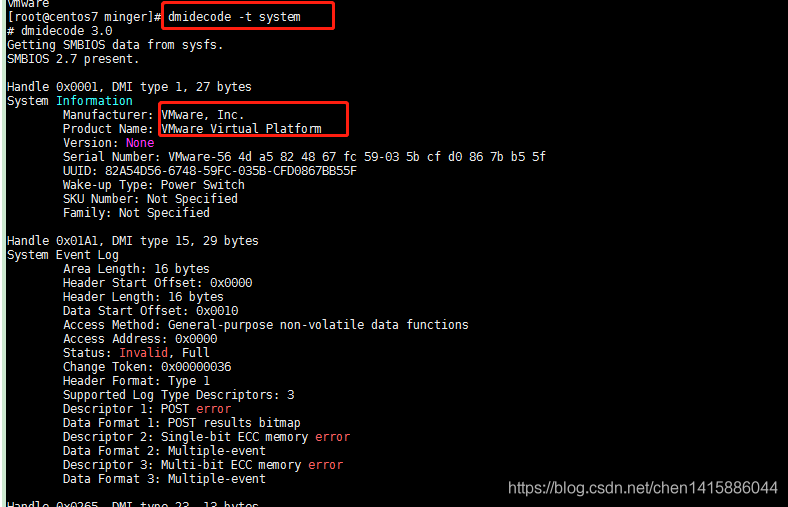 vmware
[root@centos7 minger]# dmidecode -t system
# dmidecode 3.0
Getting SMBIOS data from sysfs.
SMBIOS 2.7 present.
Handle 0x0001, DMI type 1, 27 bytes
System Information
Manufacturer: VMware, Inc.
Product Name: VMware Virtual Platform
Version: None
Serial Number: VMware-56 4d a5 82 48 67 fc 59-03 5b cf d0 86 7b b5 5f
UUID: 82A54D56-6748-59FC-035B-CFD0867BB55F
Wake-up Type: Power Switch
SKU Number: Not Specified
Family: Not Specified
Handle 0x01A1, DMI type 15, 29 bytes
System Event Log
Area Length: 16 bytes
Header Start Offset: 0x0000
Header Length: 16 bytes
Data Start Offset: 0x0010
Access Method: General-purpose non-volatile data functions
Access Address: 0x0000
Status: Invalid, Full
Change Token: 0x00000036
Header Format: Type 1
Supported Log Type Descriptors: 3
Descriptor 1: POST error
Data Format 1: POST results bitmap
Descriptor 2: Single-bit ECC memory error
Data Format 2: Multiple-event
Descriptor 3: Multi-bit ECC memory error
Data Format 3: Multiple-event
https://blog.csdn.net/chen1415886044
Handle 0x0265, DMI type 23, 13 bytes